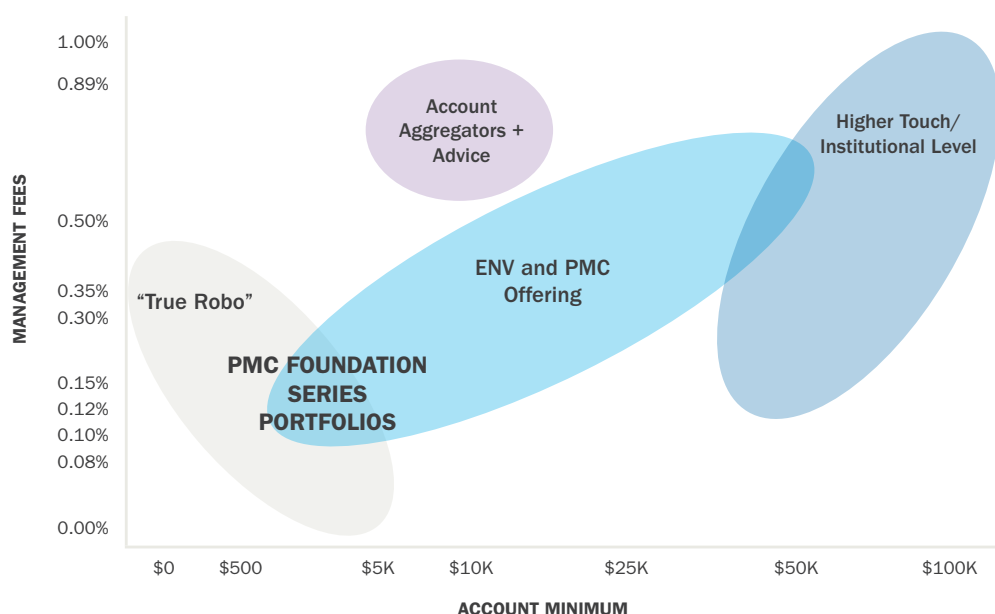 1.00%
0.89%
0.50%
0.35%
0.30%
0.15%
0.12%
0.10%
0.08%
0.00%
MANAGEMENT FEES
Account
Aggregators +
Advice
Higher Touch/
Institutional Level
ENV and PMC
Offering
“True Robo”
PMC FOUNDATION
SERIES
PORTFOLIOS
$0 $500 $5K $10K $25K $50K $100K
ACCOUNT MINIMUM